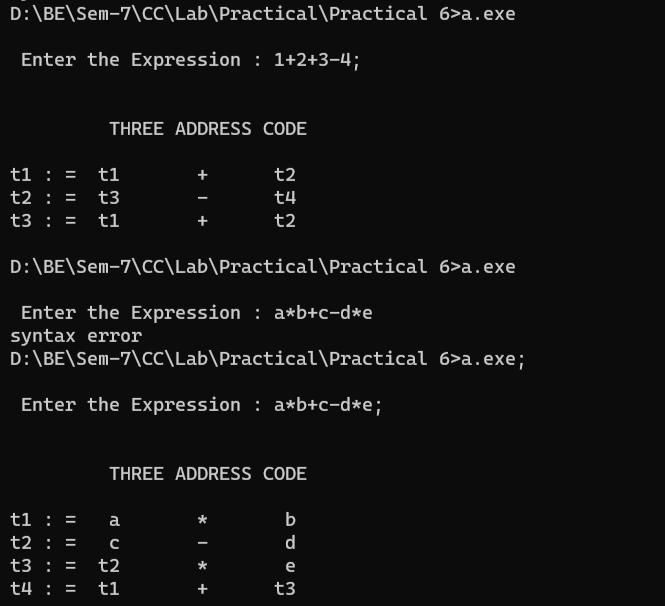 D:\BE\Sem-7\CC\Lab\Practical\Practical 6>a.exe
Enter the Expression : 1+2+3-4;
THREE ADDRESS CODE
t1 : = t1 + t2
t2 : = t3 - t4
t3 : = t1 + t2
D:\BE\Sem-7\CC\Lab\Practical\Practical 6>a.exe
Enter the Expression : a*b+c-d*e
syntax error
D:\BE\Sem-7\CC\Lab\Practical\Practical 6>a.exe;
Enter the Expression : a*b+c-d*e;
THREE ADDRESS CODE
t1 : = a * b
t2 : = c - d
t3 : = t2 * e
t4 : = t1 + t3